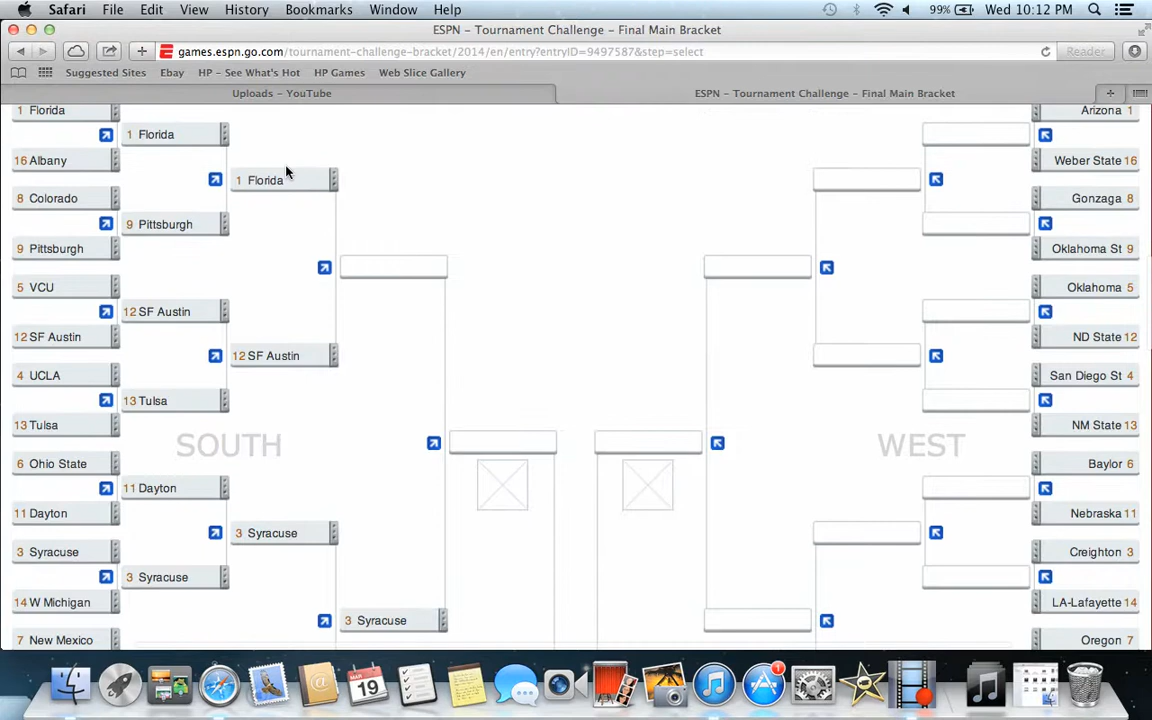 Safari File Edit View History Bookmarks Window Help 99% Wed 10:12 PM
ESPN - Tournament Challenge - Final Main Bracket
games.espn.go.com/tournament-challenge-bracket/2014/en/entry?entryID=9497587&step=select Reader
Suggested Sites Ebay HP - See What's Hot HP Games Web Slice Gallery
Uploads - YouTube ESPN - Tournament Challenge - Final Main Bracket
1 Florida Arizona 1
1 Florida
16 Albany Weber State 16
1 Florida
8 Colorado Gonzaga 8
9 Pittsburgh
9 Pittsburgh Oklahoma St 9
5 VCU Oklahoma 5
12 SF Austin
12 SF Austin ND State 12
12 SF Austin
4 UCLA San Diego St 4
13 Tulsa
13 Tulsa NM State 13
SOUTH WEST
6 Ohio State Baylor 6
11 Dayton
11 Dayton Nebraska 11
3 Syracuse
3 Syracuse Creighton 3
3 Syracuse
14 W Michigan LA-Lafayette 14
3 Syracuse
7 New Mexico Oregon 7
MAR
19
1